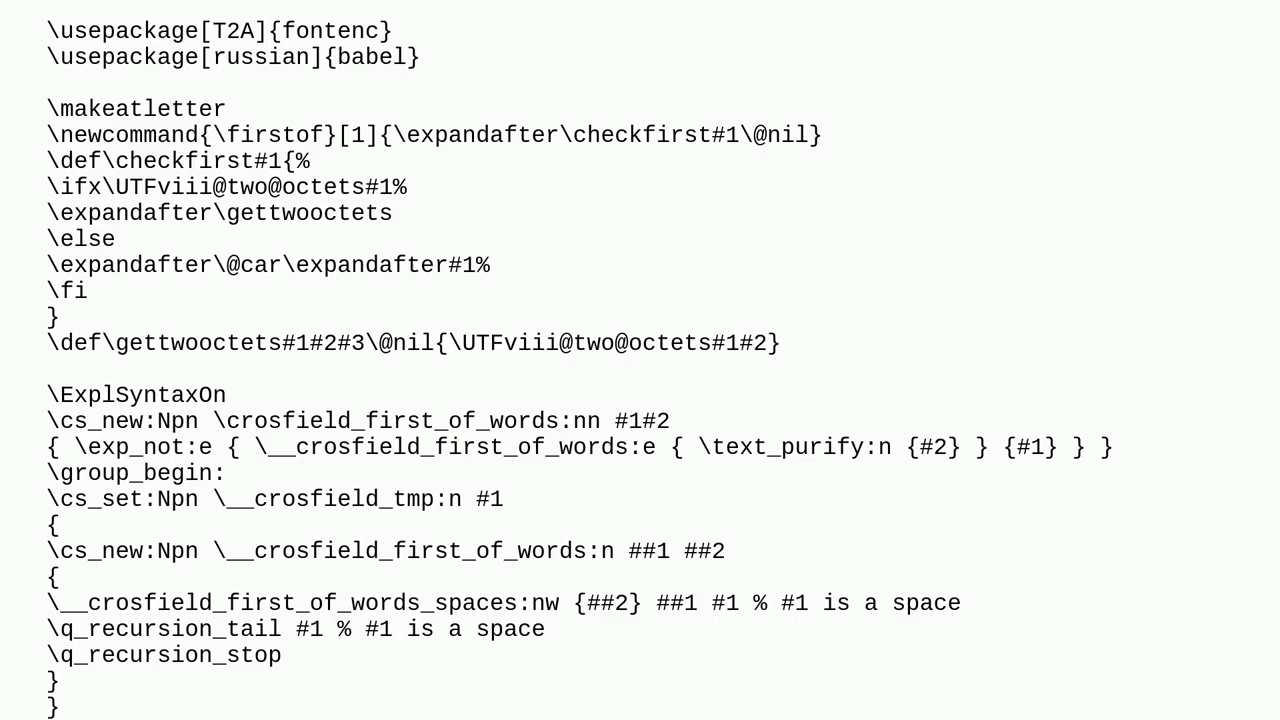 \usepackage[T2A]{fontenc}
\usepackage[russian]{babel}
\makeatletter
\newcommand{\firstof}[1]{\expandafter\checkfirst#1\@nil}
\def\checkfirst#1{%
\ifx\UTFviii@two@octets#1%
\expandafter\gettwooctets
\else
\expandafter\@car\expandafter#1%
\fi
}
\def\gettwooctets#1#2#3\@nil{\UTFviii@two@octets#1#2}
\ExplSyntaxOn
\cs_new:Npn \crosfield_first_of_words:nn #1#2
{ \exp_not:e { \__crosfield_first_of_words:e { \text_purify:n {#2} } {#1} } }
\group_begin:
\cs_set:Npn \__crosfield_tmp:n #1
{
\cs_new:Npn \__crosfield_first_of_words:n ##1 ##2
{
\__crosfield_first_of_words_spaces:nw {##2} ##1 #1 % #1 is a space
\q_recursion_tail #1 % #1 is a space
\q_recursion_stop
}
}